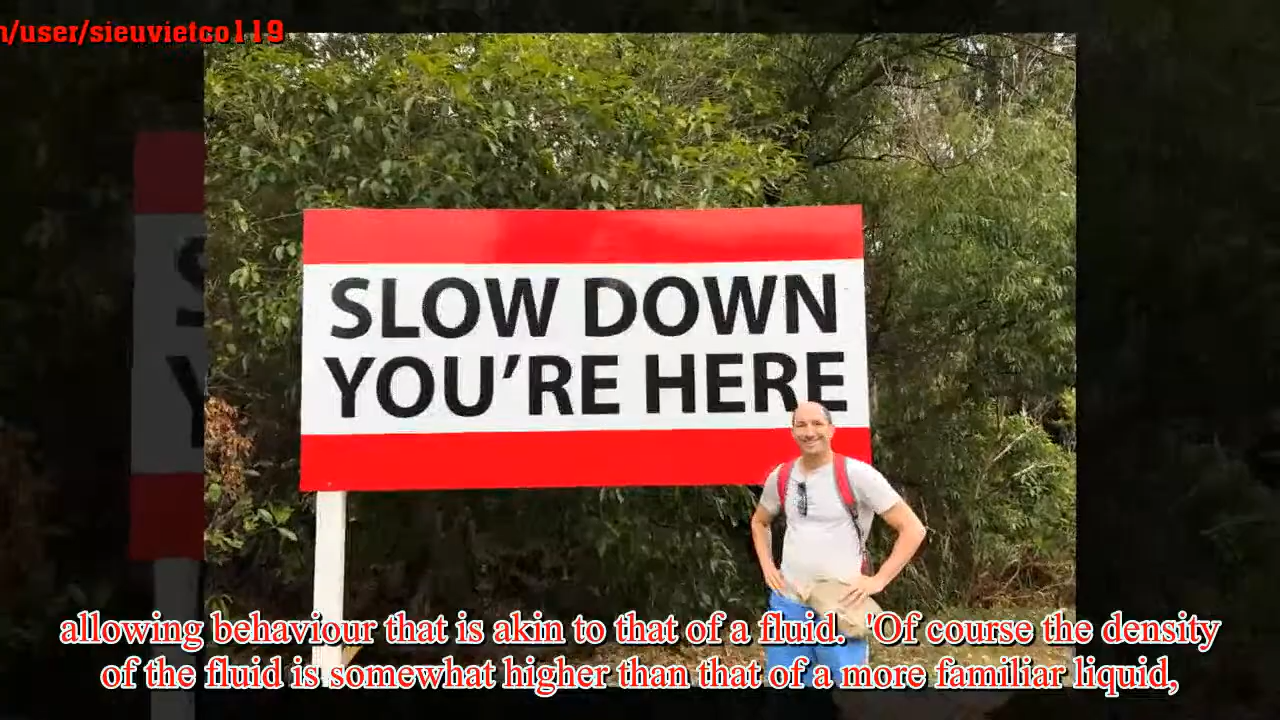 n/user/sieuvietco119
SLOW DOWN
YOU'RE HERE
allowing behaviour that is akin to that of a fluid. 'Of course the density
of the fluid is somewhat higher than that of a more familiar liquid,